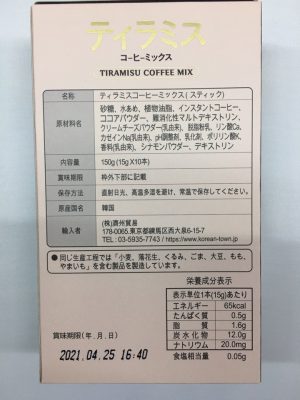 ティラミス
コーヒーミックス
TIRAMISU COFFEE MIX
名称 ティラミスコーヒーミックス(スティック)
原材料名 砂糖、水あめ、植物油脂、インスタントコーヒー、
ココアパウダー、難消化性マルトデキストリン、
クリームチーズパウダー(乳由来)、脱脂粉乳、リン酸Ca、
カゼインNa(乳由来)、pH調整剤、乳化剤、ポリリン酸K、
香料(乳由来)、シナモンパウダー、デキストリン
内容量 150g (15g X10本)
賞味期限 枠外下部に記載
保存方法 直射日光、高温多湿を避け、常温で保存してください。
原産国名 韓国
輸入者 (株)廣州貿易
178-0065,東京都練馬区西大泉6-15-7
TEL: 03-5935-7743 / https://www.korean-town.jp
●同じ生産工程では「小麦、落花生、くるみ、ごま、大豆、もも、
やまいも」を含む製品を製造しています。
栄養成分表示
表示単位1本(15g)あたり
エネルギー 65kcal
たんぱく質 0.5g
脂質 1.6g
炭水化物 12.0g
ナトリウム 20.0mg
食塩相当量 0.05g
賞味期限(年.月.日)
2021.04.25 16:40